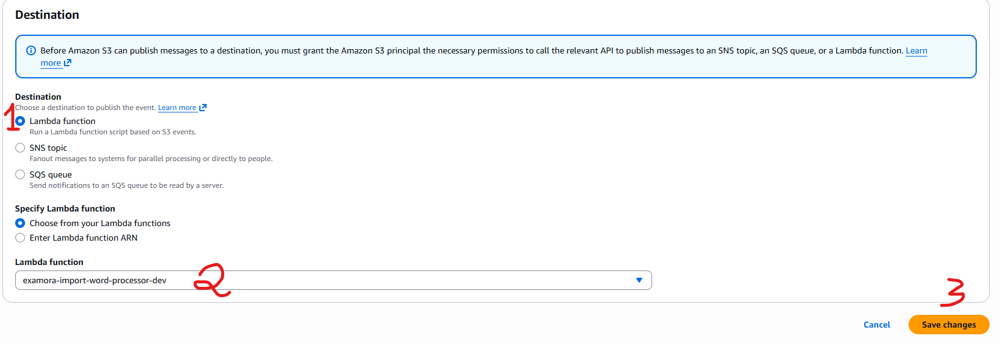 Destination
Before Amazon S3 can publish messages to a destination, you must grant the Amazon S3 principal the necessary permissions to call the relevant API to publish messages to an SNS topic, an SQS queue, or a Lambda function. Learn
more
Destination
Choose a destination to publish the event. Learn more
1
Lambda function
Run a Lambda function script based on S3 events.
SNS topic
Fanout messages to systems for parallel processing or directly to people.
SQS queue
Send notifications to an SQS queue to be read by a server.
Specify Lambda function
Choose from your Lambda functions
Enter Lambda function ARN
Lambda function
examora-import-word-processor-dev 2
3
Cancel Save changes